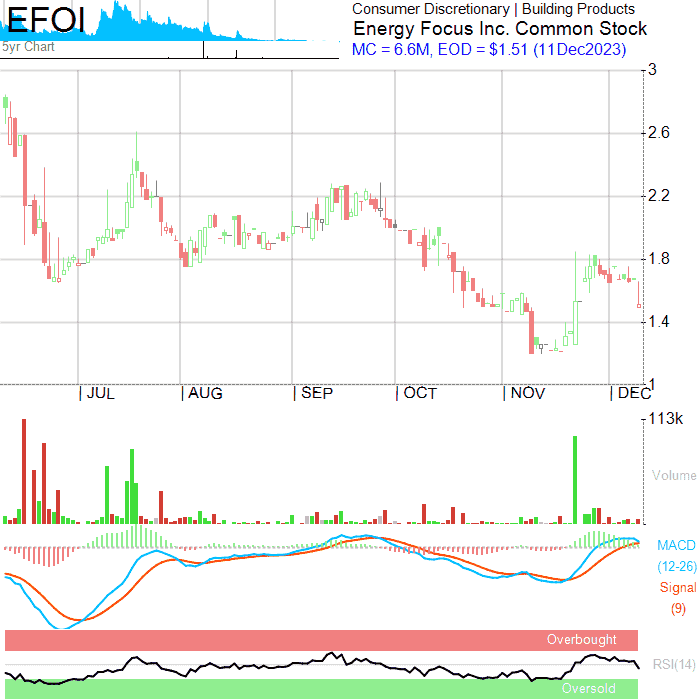 EFOI
5yr Chart
Consumer Discretionary | Building Products
Energy Focus Inc. Common Stock
MC = 6.6M, EOD = $1.51 (11Dec2023)
3
2.6
2.2
1.8
1.4
1
JUL AUG SEP OCT NOV DEC
113k
Volume
MACD
(12-26)
Signal
(9)
Overbought
RSI(14)
Oversold